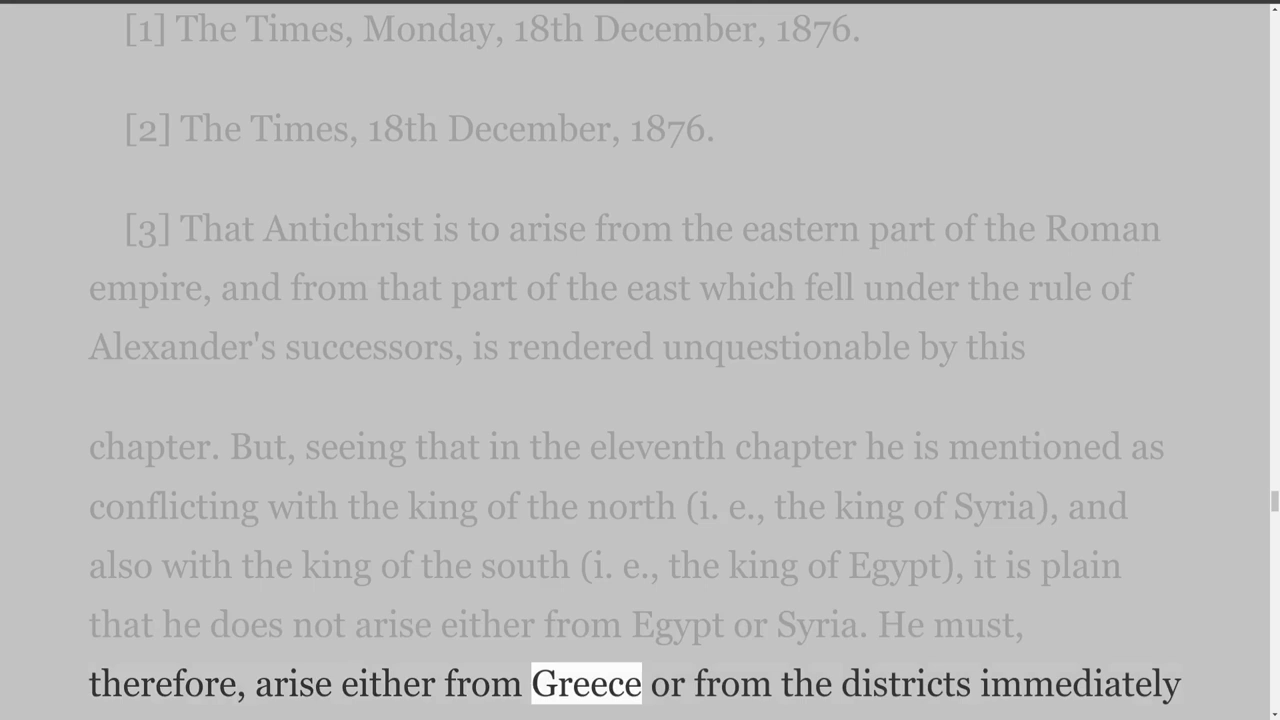 [1] The Times, Monday, 18th December, 1876.
[2] The Times, 18th December, 1876.
[3] That Antichrist is to arise from the eastern part of the Roman
empire, and from that part of the east which fell under the rule of
Alexander's successors, is rendered unquestionable by this
chapter. But, seeing that in the eleventh chapter he is mentioned as
conflicting with the king of the north (i. e., the king of Syria), and
also with the king of the south (i. e., the king of Egypt), it is plain
that he does not arise either from Egypt or Syria. He must,
therefore, arise either from Greece or from the districts immediately